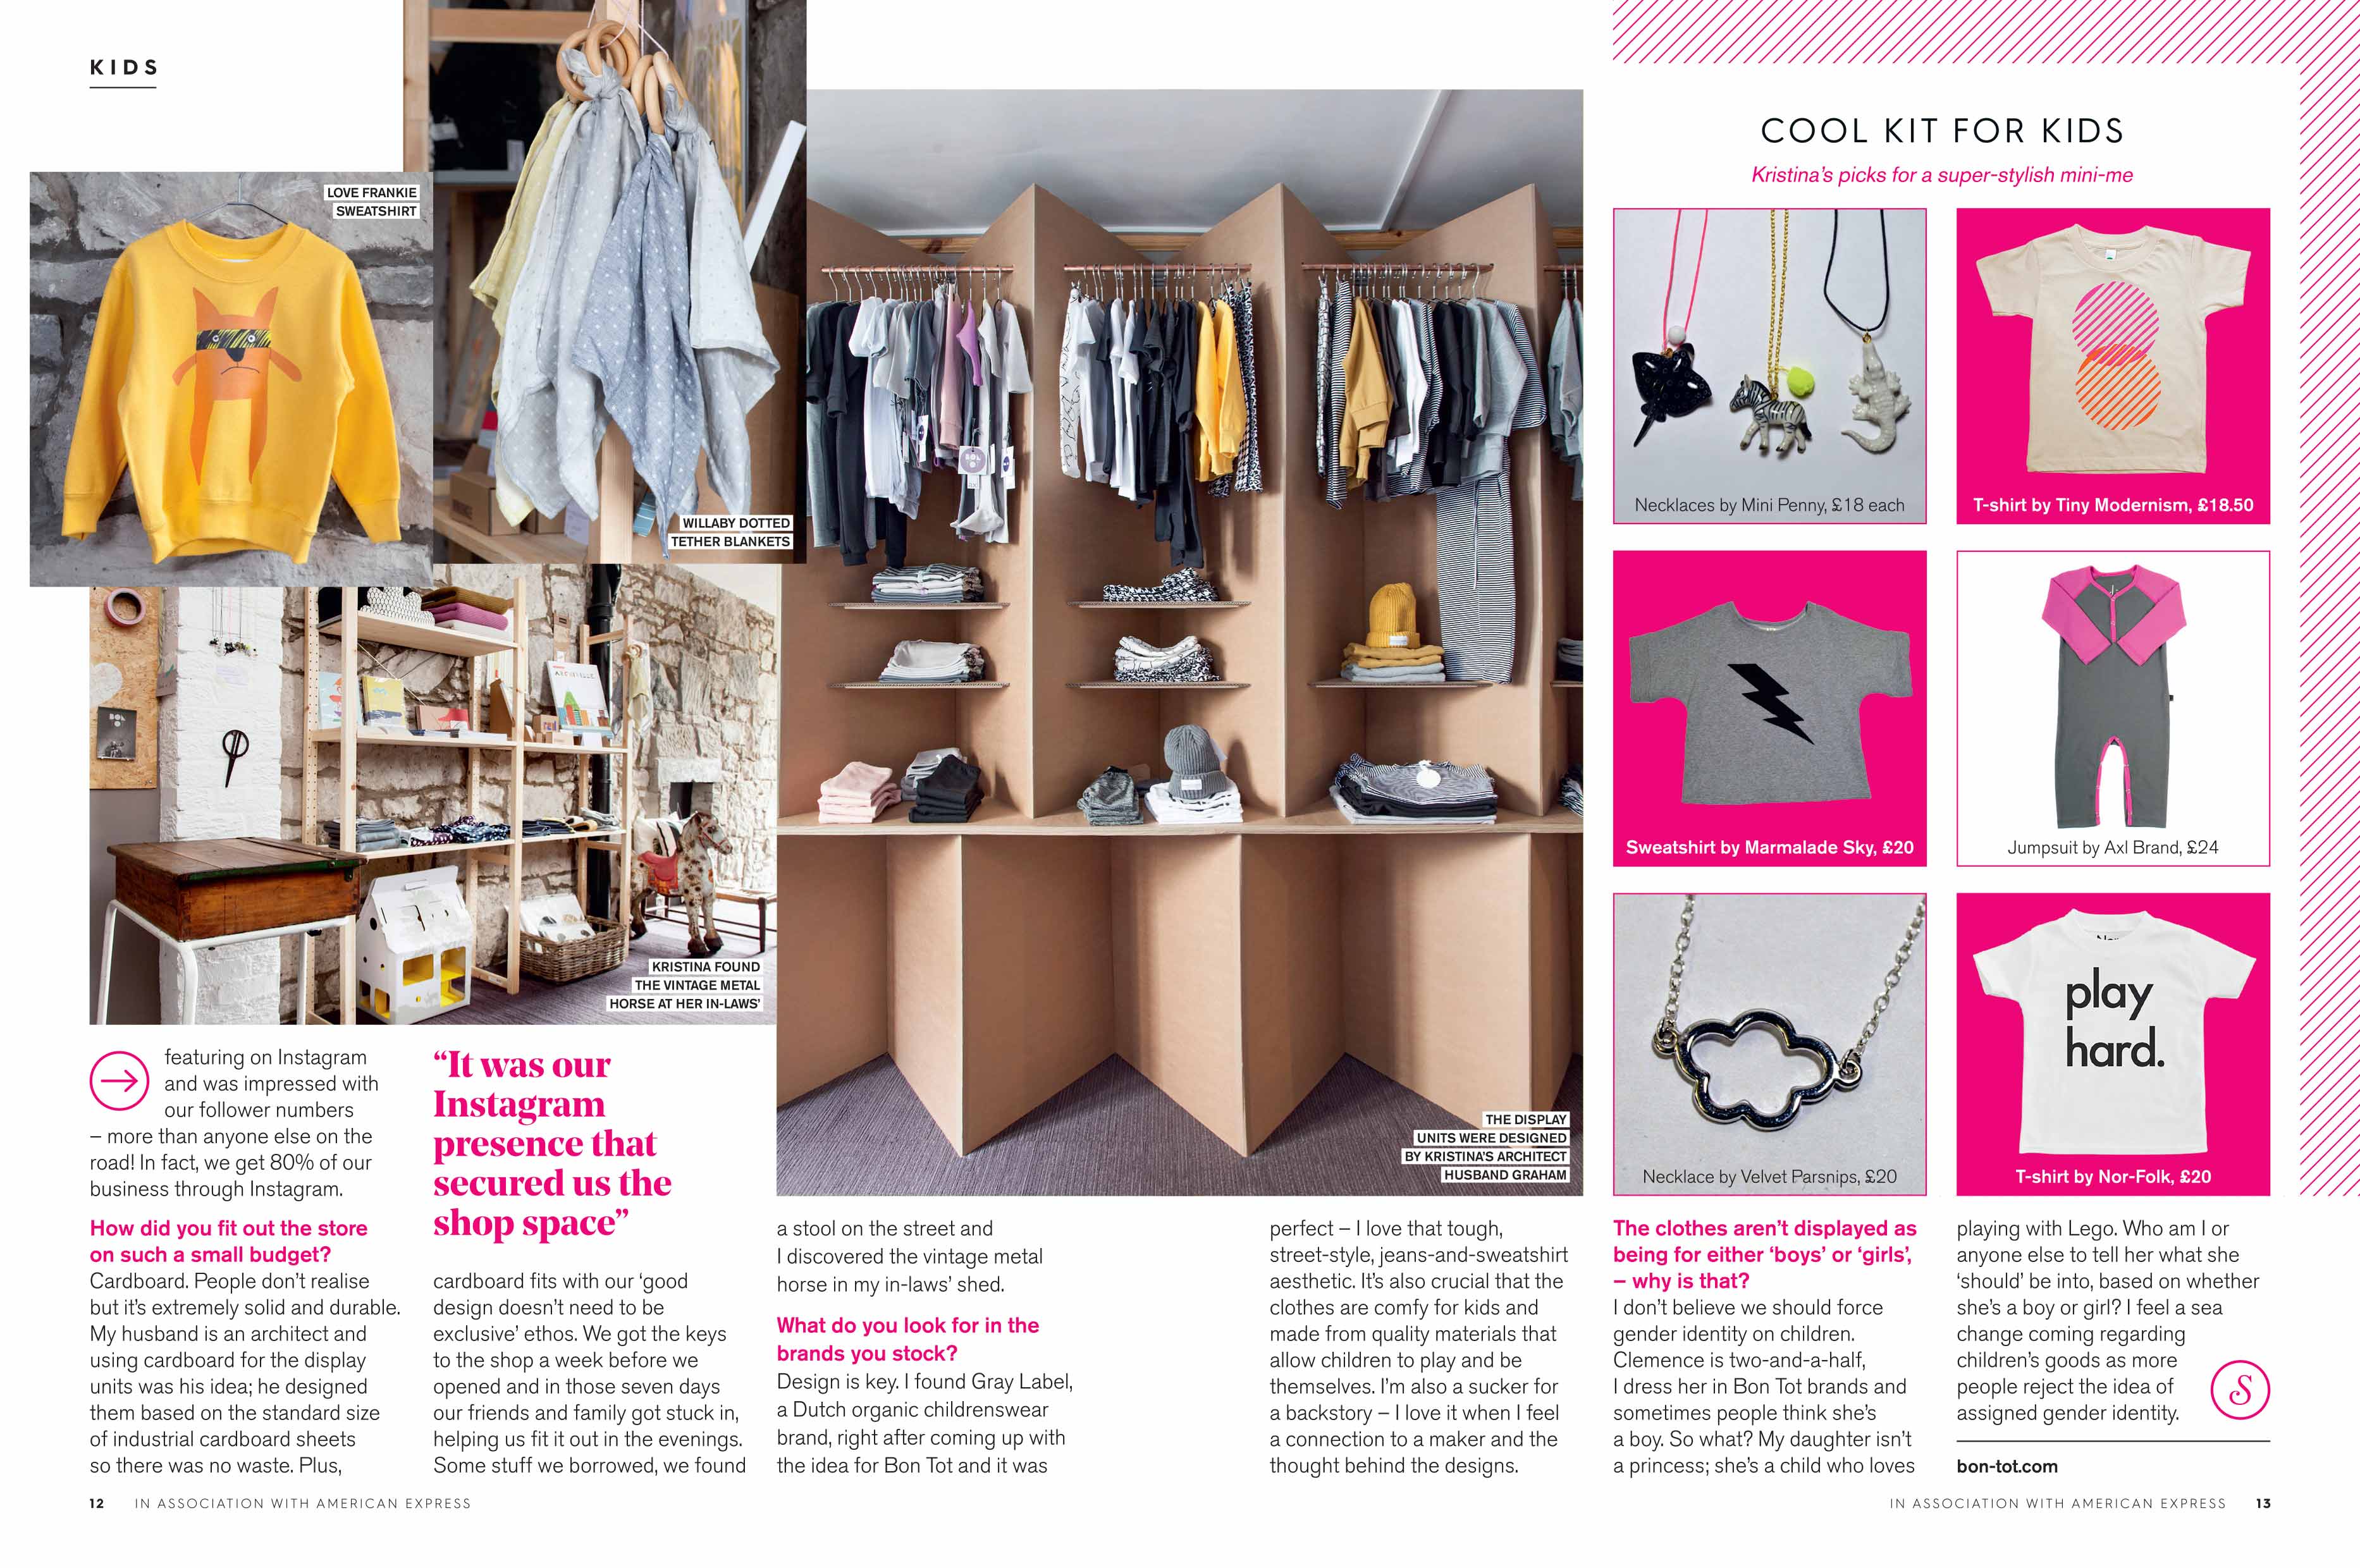 KIDS
LOVE FRANKIE
SWEATSHIRT
WILLABY DOTTED
TETHER BLANKETS
KRISTINA FOUND
THE VINTAGE METAL
HORSE AT HER IN-LAWS'
THE DISPLAY
UNITS WERE DESIGNED
BY KRISTINA'S ARCHITECT
HUSBAND GRAHAM
featuring on Instagram
and was impressed with
our follower numbers
– more than anyone else on the
road! In fact, we get 80% of our
business through Instagram.
How did you fit out the store
on such a small budget?
Cardboard. People don't realise
but it's extremely solid and durable.
My husband is an architect and
using cardboard for the display
units was his idea; he designed
them based on the standard size
of industrial cardboard sheets
so there was no waste. Plus,
“It was our
Instagram
presence that
secured us the
shop space”
cardboard fits with our ‘good
design doesn't need to be
exclusive’ ethos. We got the keys
to the shop a week before we
opened and in those seven days
our friends and family got stuck in,
helping us fit it out in the evenings.
Some stuff we borrowed, we found
a stool on the street and
I discovered the vintage metal
horse in my in-laws' shed.
What do you look for in the
brands you stock?
Design is key. I found Gray Label,
a Dutch organic childrenswear
brand, right after coming up with
the idea for Bon Tot and it was
perfect – I love that tough,
street-style, jeans-and-sweatshirt
aesthetic. It's also crucial that the
clothes are comfy for kids and
made from quality materials that
allow children to play and be
themselves. I'm also a sucker for
a backstory – I love it when I feel
a connection to a maker and the
thought behind the designs.
COOL KIT FOR KIDS
Kristina's picks for a super-stylish mini-me
Necklaces by Mini Penny, £18 each
T-shirt by Tiny Modernism, £18.50
Sweatshirt by Marmalade Sky, £20
Jumpsuit by Axl Brand, £24
Necklace by Velvet Parsnips, £20
play
hard.
T-shirt by Nor-Folk, £20
The clothes aren't displayed as
being for either ‘boys’ or ‘girls’,
– why is that?
I don't believe we should force
gender identity on children.
Clemence is two-and-a-half,
I dress her in Bon Tot brands and
sometimes people think she's
a boy. So what? My daughter isn't
a princess; she's a child who loves
playing with Lego. Who am I or
anyone else to tell her what she
‘should’ be into, based on whether
she's a boy or girl? I feel a sea
change coming regarding
children's goods as more
people reject the idea of
assigned gender identity.
S
bon-tot.com
12 IN ASSOCIATION WITH AMERICAN EXPRESS
IN ASSOCIATION WITH AMERICAN EXPRESS 13